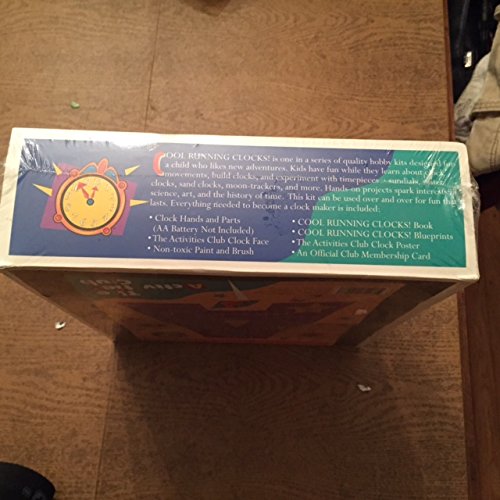 COOL RUNNING CLOCKS! is one in a series of quality hobby kits designed for
a child who likes new adventures. Kids have fun while they learn about clock
movements, build clocks, and experiment with timepieces - sundials, water
clocks, sand clocks, moon-trackers, and more. Hands-on projects spark interest in
science, art, and the history of time. This kit can be used over and over for fun that
lasts. Everything needed to become a clock maker is included:
• Clock Hands and Parts
(AA Battery Not Included)
• The Activities Club Clock Face
• Non-toxic Paint and Brush
• COOL RUNNING CLOCKS! Book
• COOL RUNNING CLOCKS! Blueprints
• The Activities Club Clock Poster
• An Official Club Membership Card